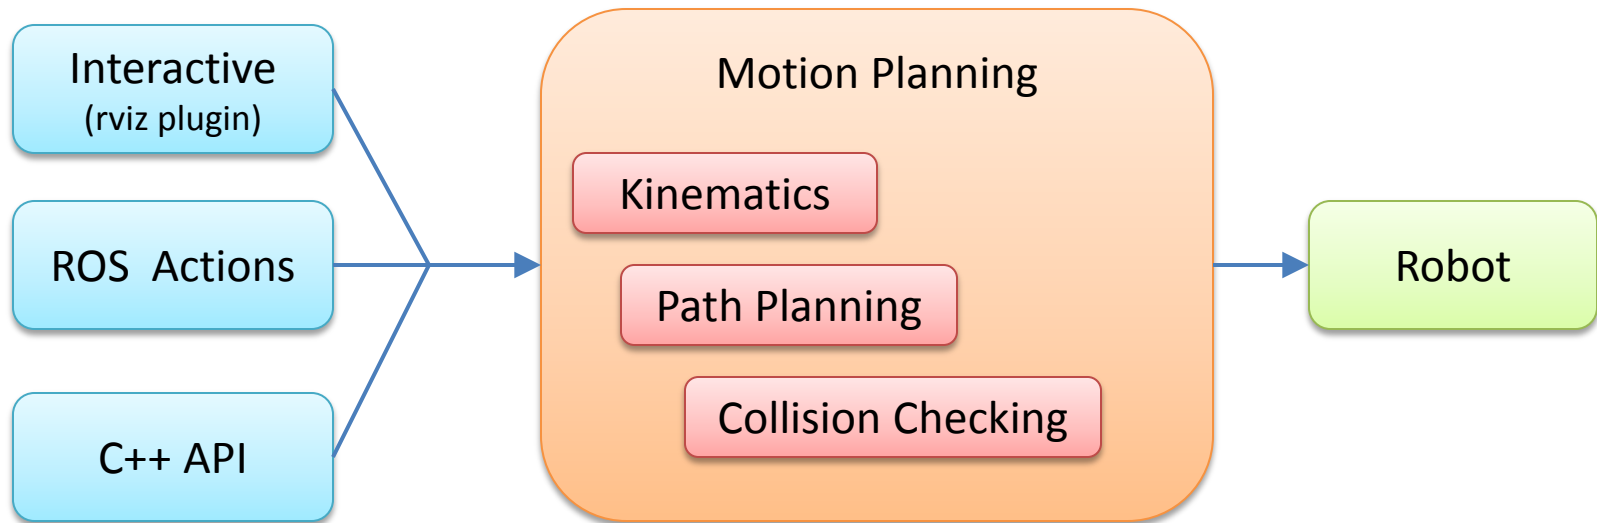 Interactive
(rviz plugin)
ROS  Actions
C++ API
Motion Planning
Kinematics
Path Planning
Collision Checking
Robot